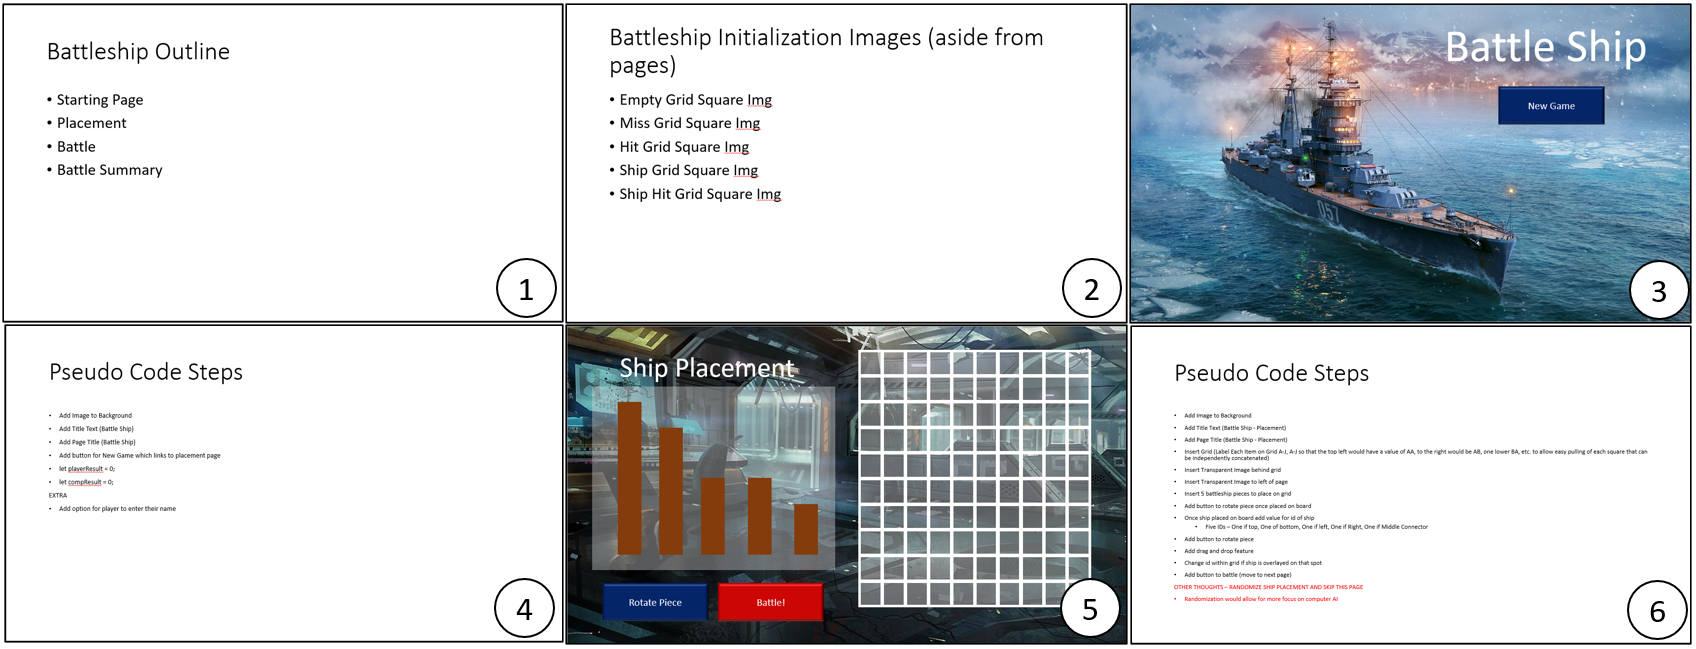 Battleship Outline
• Starting Page
• Placement
• Battle
• Battle Summary
1
Battleship Initialization Images (aside from
pages)
• Empty Grid Square Img
• Miss Grid Square Img
• Hit Grid Square Img
• Ship Grid Square Img
• Ship Hit Grid Square Img
2
Battle Ship
New Game
057
3
Pseudo Code Steps
• Add Image to Background
• Add Title Text (Battle Ship)
• Add Page Title (Battle Ship)
• Add button for New Game which links to placement page
• let playerResult = 0;
• let compResult = 0;
EXTRA
• Add option for player to enter their name
4
Ship Placement
Rotate Piece
Battle!
5
Pseudo Code Steps
• Add Image to Background
• Add Title Text (Battle Ship - Placement)
• Add Page Title (Battle Ship - Placement)
• Insert Grid (Label Each Item on Grid A-J, A-J so that the top left would have a value of AA, to the right would be AB, one lower BA, etc. to allow easy pulling of each square that can
be independently concatenated)
• Insert Transparent Image behind grid
• Insert Transparent Image to left of page
• Insert 5 battleship pieces to place on grid
• Add button to rotate piece once placed on board
• Once ship placed on board add value for id of ship
• Five IDs – One if top, One of bottom, One if left, One if Right, One if Middle Connector
• Add button to rotate piece
• Add drag and drop feature
• Change id within grid if ship is overlayed on that spot
• Add button to battle (move to next page)
OTHER THOUGHTS – RANDOMIZE SHIP PLACEMENT AND SKIP THIS PAGE
• Randomization would allow for more focus on computer AI
6